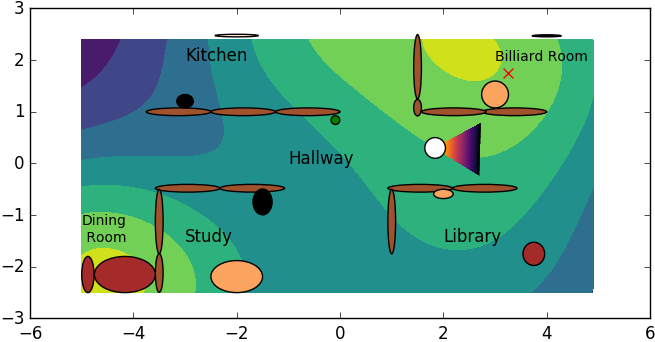 3
2
1
0
−1
−2
−3
Kitchen
Billiard Room
Hallway
Dining
Room
Study
Library
−6
−4
−2
0
2
4
6